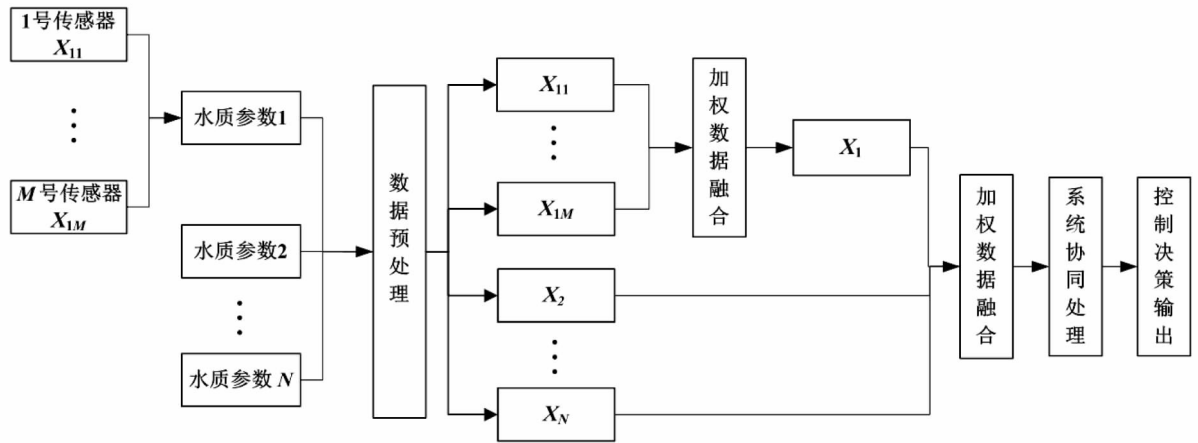 1号传感器
X11
⋮
M号传感器
X1M
水质参数1
水质参数2
⋮
水质参数 N
数据预处理
X11
⋮
X1M
X2
⋮
XN
加权数据融合
X1
加权数据融合
系统协同处理
控制决策输出